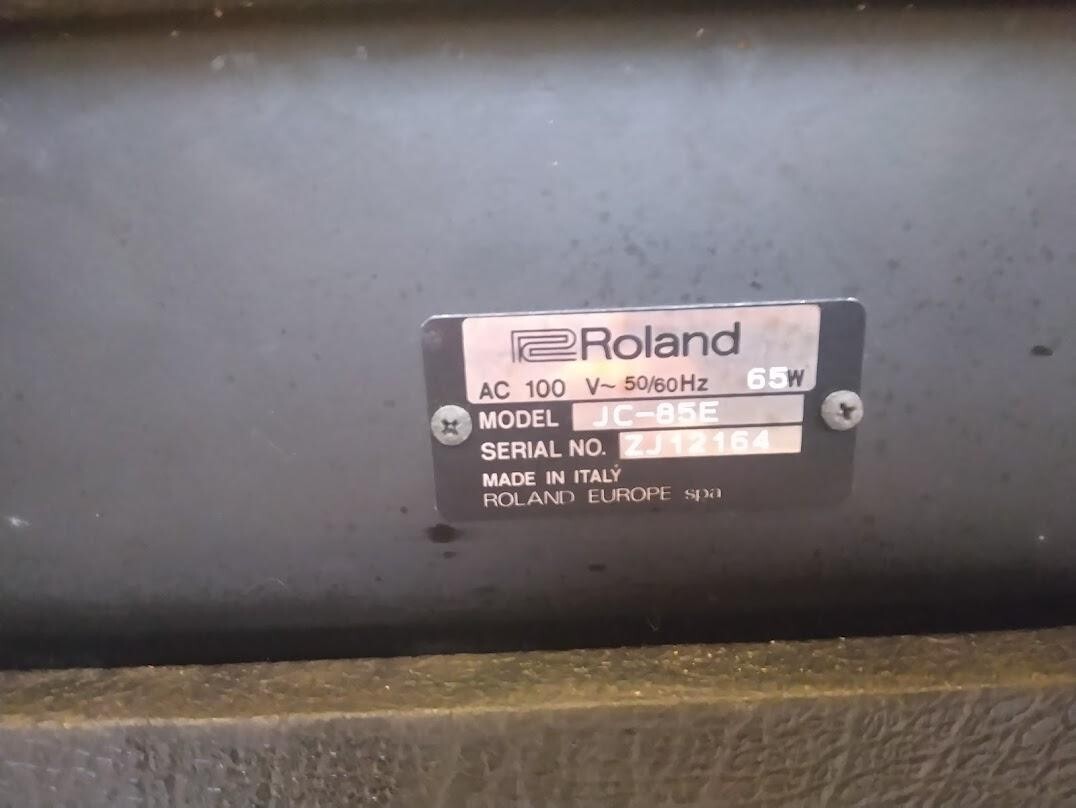 Roland
AC 100 V~ 50/60Hz 65W
MODEL JC-85E
SERIAL NO. ZJ12164
MADE IN ITALY
ROLAND EUROPE spa